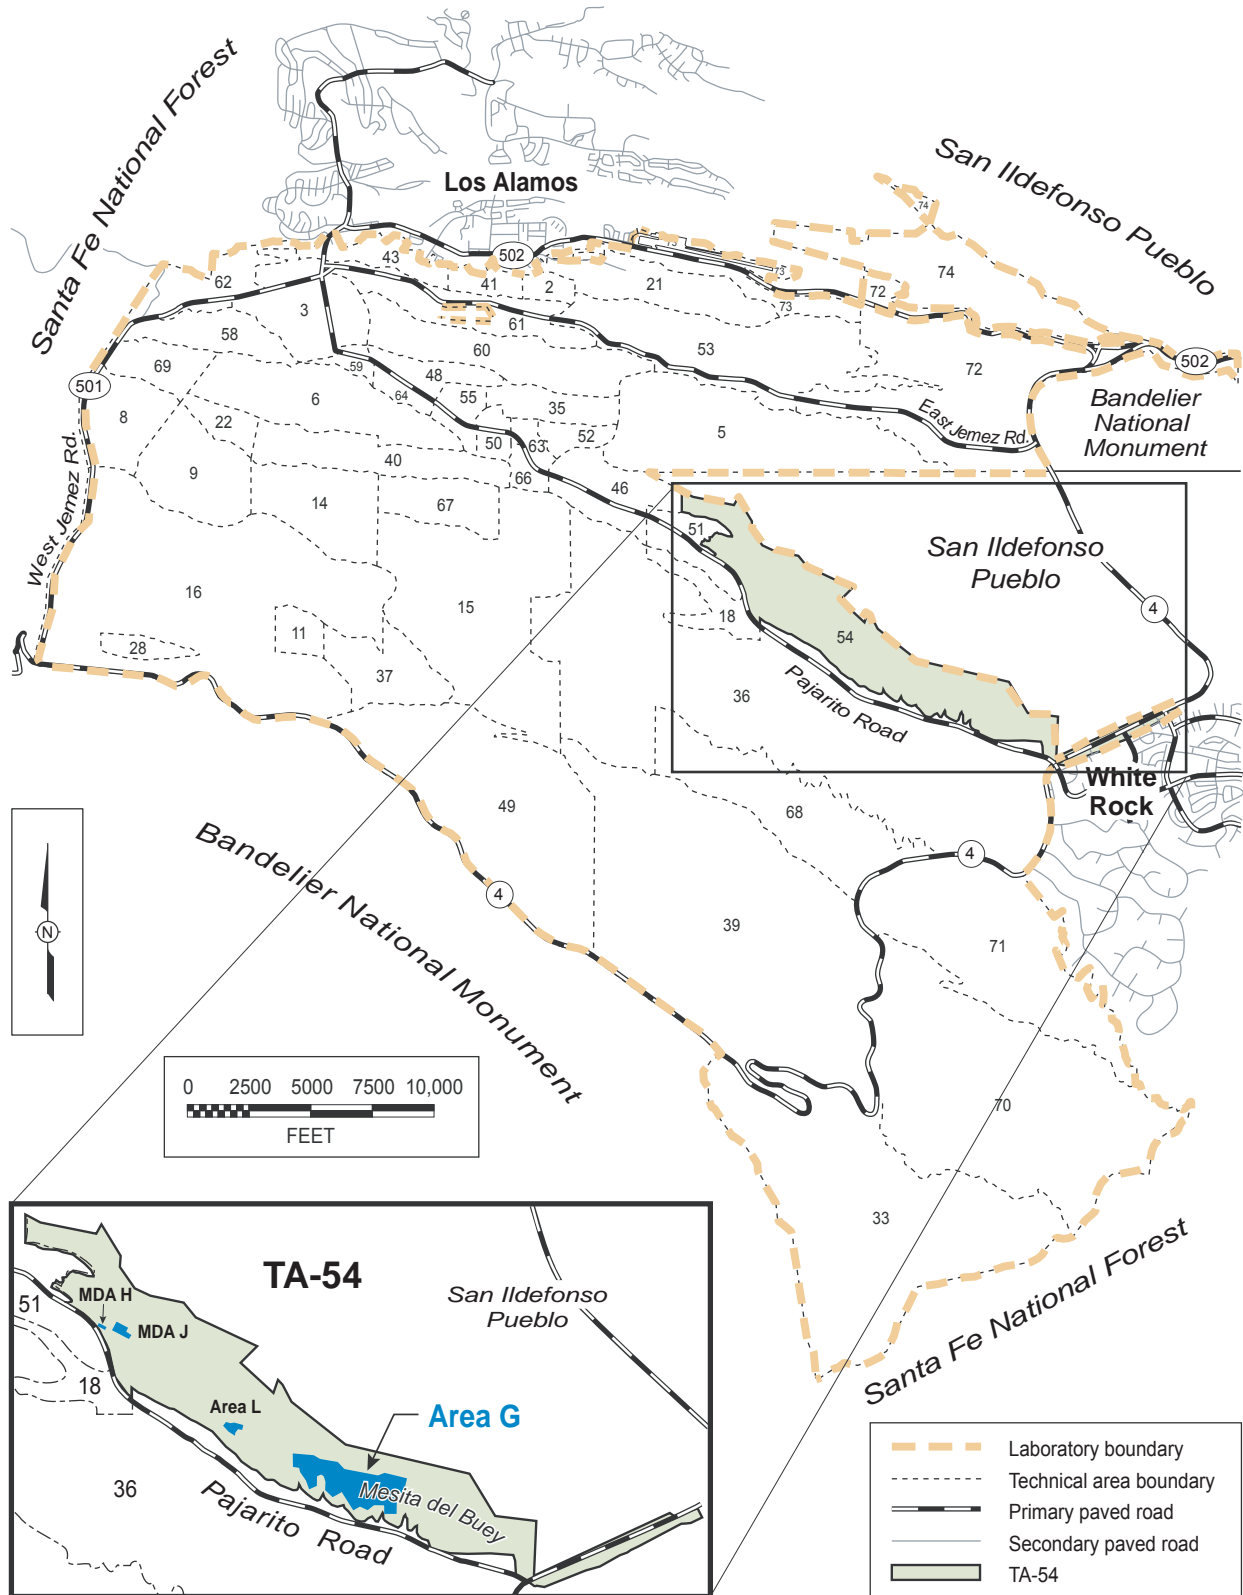 Santa Fe National Forest
San Ildefonso Pueblo
Los Alamos
74
502
43
62
41
2
21
73
73
72
74
3
73
61
58
53
502
60
72
69
59
48
501
Bandelier
National
Monument
64
6
55
8
22
35
East Jemez Rd.
5
52
50
63
40
9
66
46
14
67
51
West Jemez Rd.
San Ildefonso
Pueblo
16
15
4
18
11
54
28
37
36
Pajarito Road
White
Rock
49
68
Bandelier National Monument
4
4
39
71
N
0 2500 5000 7500 10,000
FEET
70
33
Santa Fe National Forest
TA-54
MDA H
San Ildefonso
Pueblo
51
MDA J
18
Area L
Area G
36
Mesita del Buey
Pajarito Road
Laboratory boundary
Technical area boundary
Primary paved road
Secondary paved road
TA-54